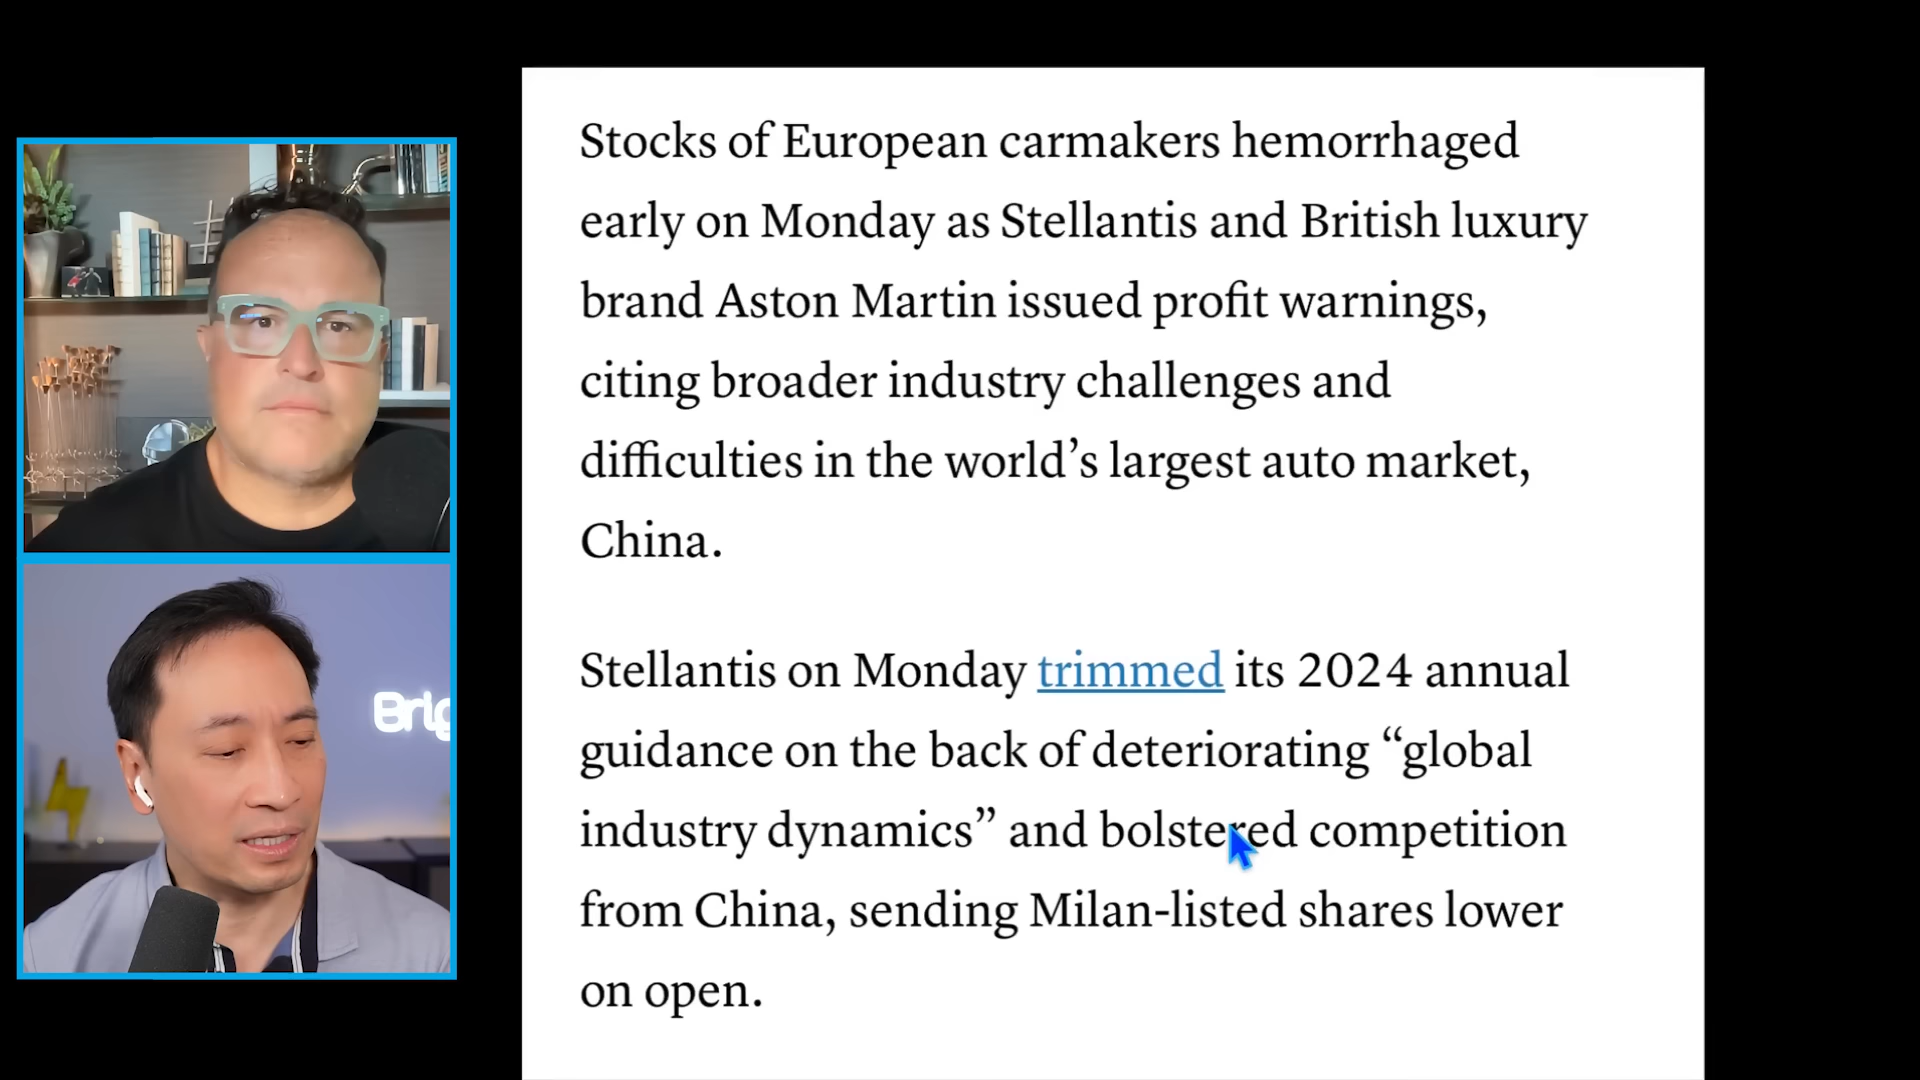 Stocks of European carmakers hemorrhaged
early on Monday as Stellantis and British luxury
brand Aston Martin issued profit warnings,
citing broader industry challenges and
difficulties in the world’s largest auto market,
China.
Stellantis on Monday trimmed its 2024 annual
guidance on the back of deteriorating “global
industry dynamics” and bolstered competition
from China, sending Milan-listed shares lower
on open.